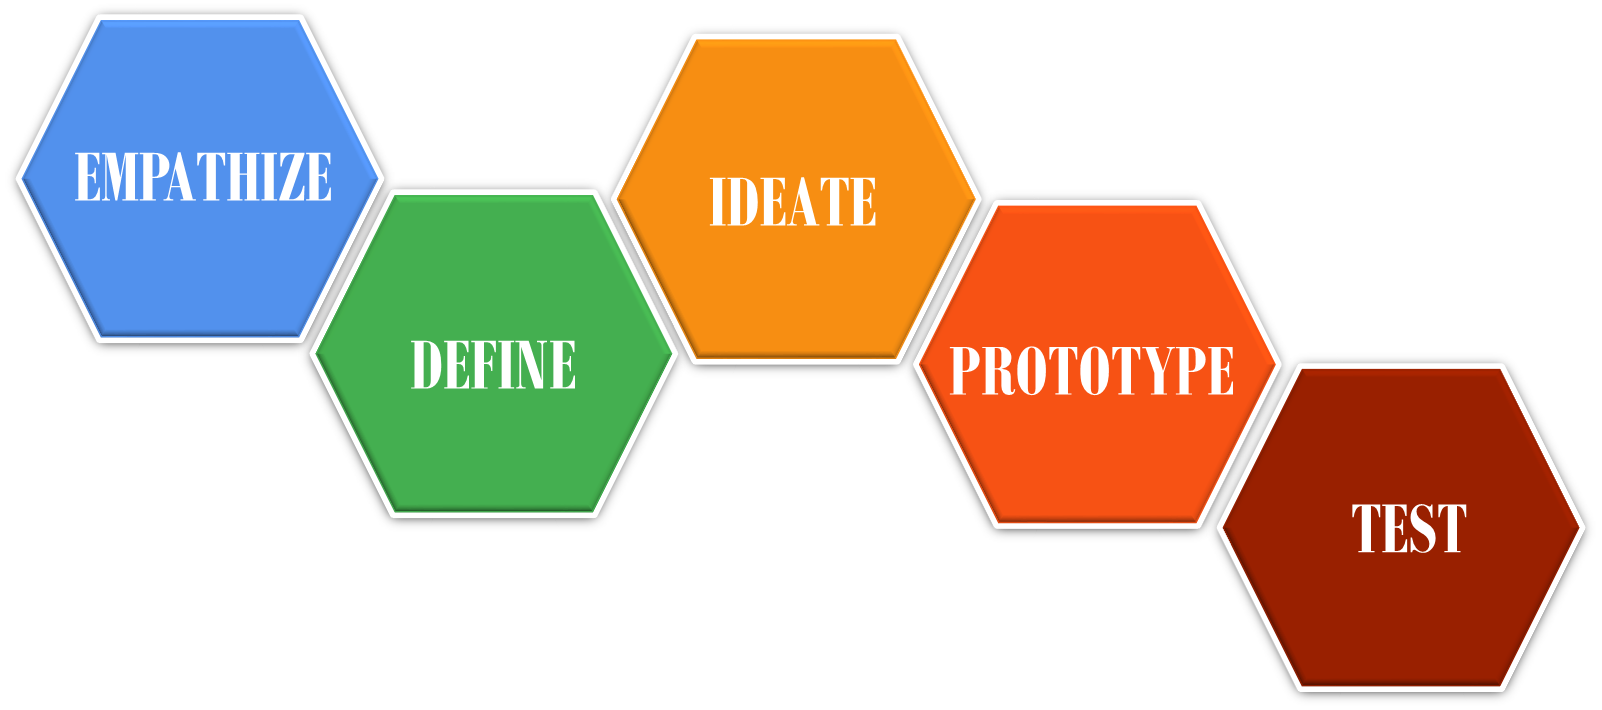 EMPATHIZE
DEFINE
IDEATE
PROTOTYPE
TEST